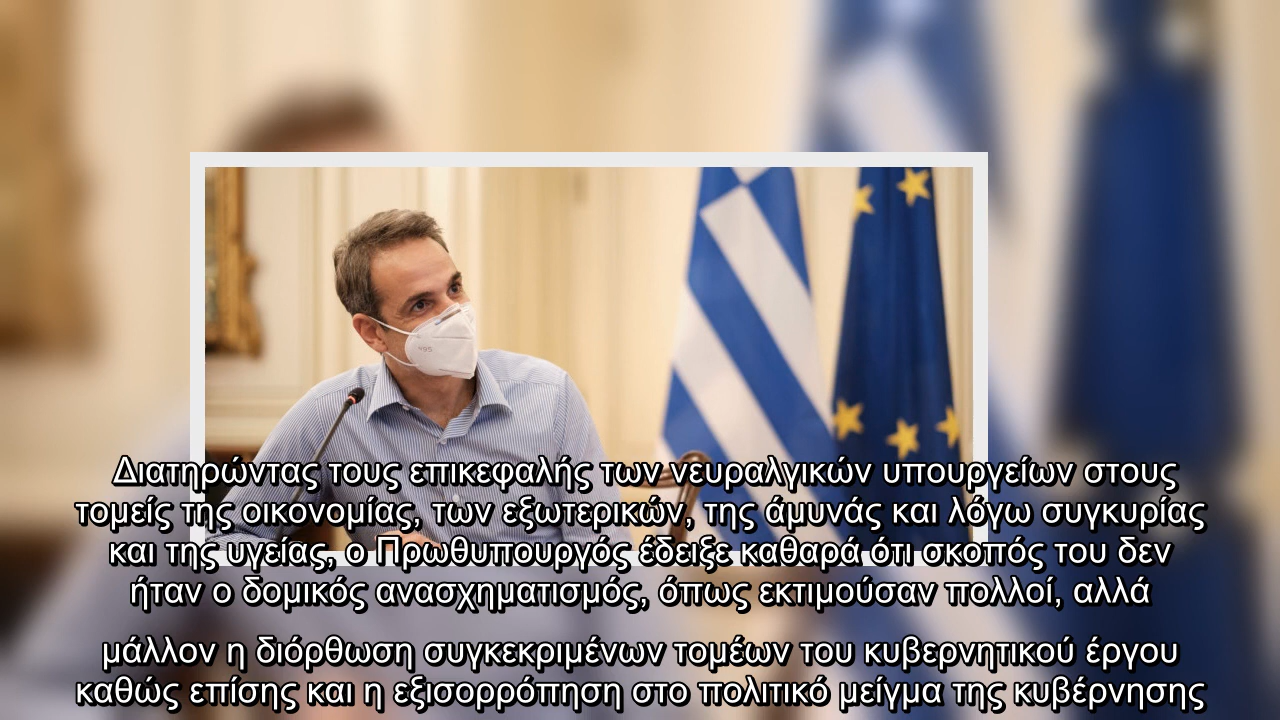 Διατηρώντας τους επικεφαλής των νευραλγικών υπουργείων στους
τομείς της οικονομίας, των εξωτερικών, της άμυνάς και λόγω συγκυρίας
και της υγείας, ο Πρωθυπουργός έδειξε καθαρά ότι σκοπός του δεν
ήταν ο δομικός ανασχηματισμός, όπως εκτιμούσαν πολλοί, αλλά
μάλλον η διόρθωση συγκεκριμένων τομέων του κυβερνητικού έργου
καθώς επίσης και η εξισορρόπηση στο πολιτικό μείγμα της κυβέρνησης